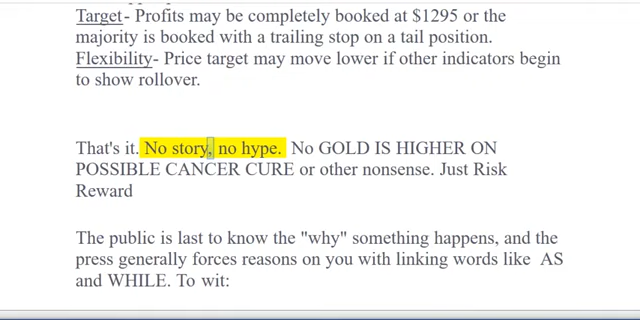 Target- Profits may be completely booked at $1295 or the
majority is booked with a trailing stop on a tail position.
Flexibility- Price target may move lower if other indicators begin
to show rollover.
That's it. No story, no hype. No GOLD IS HIGHER ON
POSSIBLE CANCER CURE or other nonsense. Just Risk
Reward
The public is last to know the "why" something happens, and the
press generally forces reasons on you with linking words like AS
and WHILE. To wit: